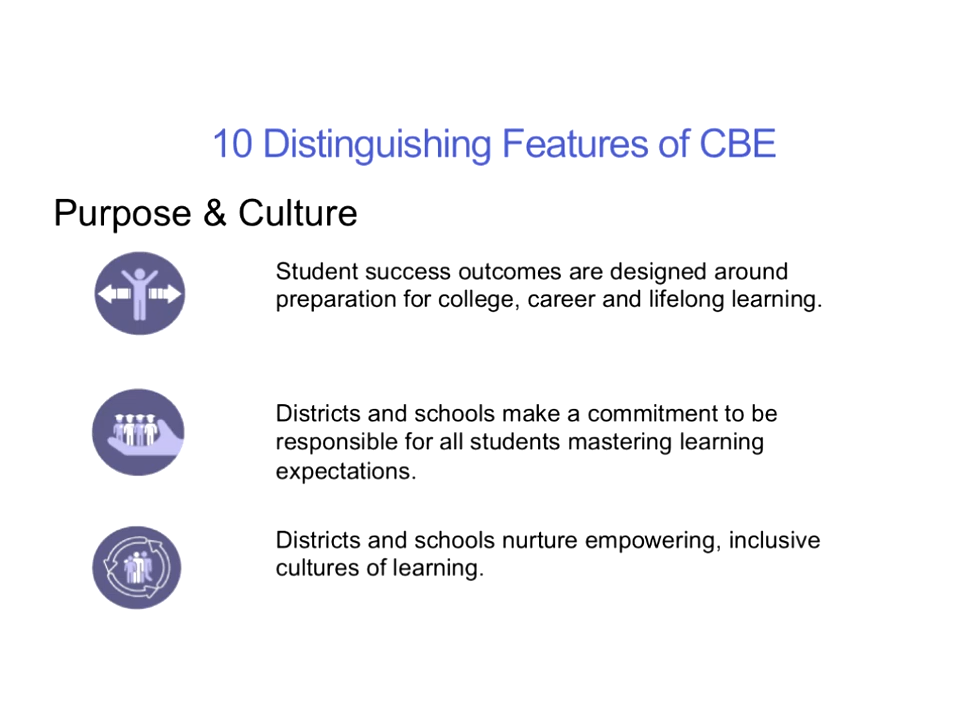 10 Distinguishing Features of CBE
Purpose & Culture
Student success outcomes are designed around
preparation for college, career and lifelong learning.
Districts and schools make a commitment to be
responsible for all students mastering learning
expectations.
Districts and schools nurture empowering, inclusive
cultures of learning.